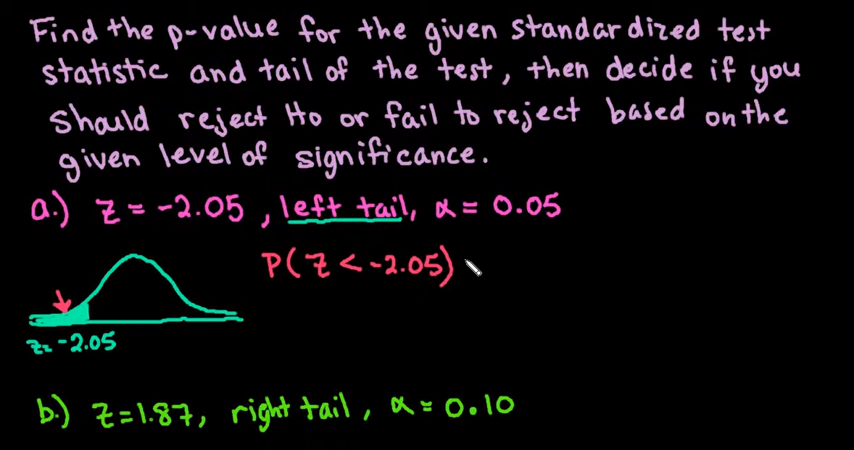 Find the p-value for the given standardized test
statistic and tail of the test, then decide if you
should reject Ho or fail to reject based on the
given level of significance.
a.) z = -2.05 , left tail, α = 0.05
P( Z < -2.05)
z = -2.05
b.) z=1.87, right tail, α = 0.10